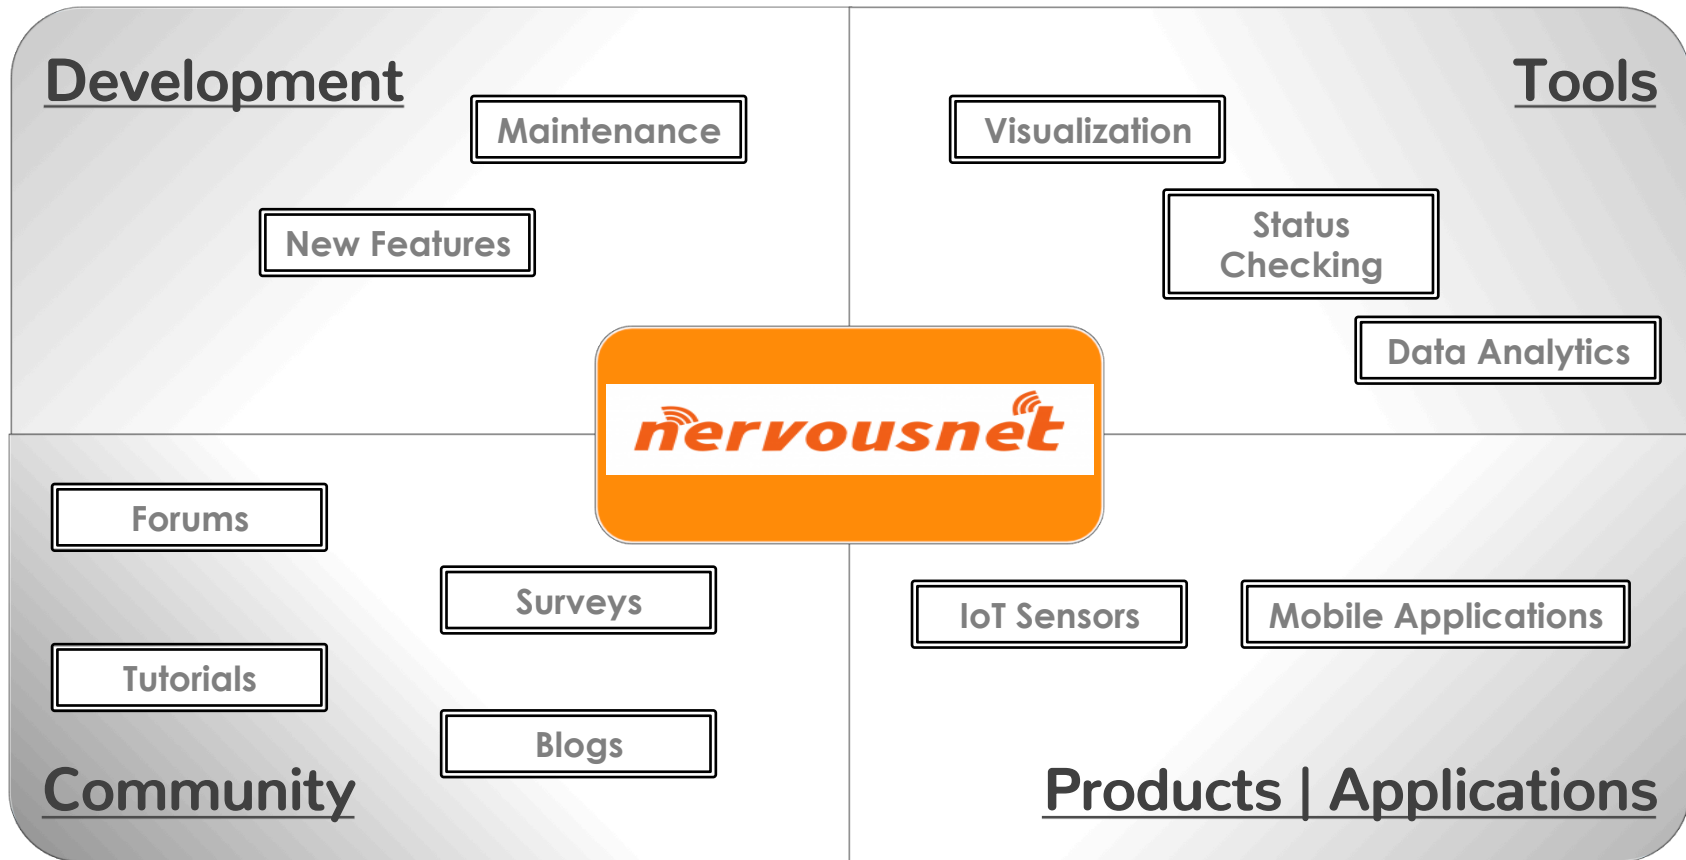 Development
Maintenance
New Features
Tools
Visualization
Status
Checking
Data Analytics
nervousnet
Forums
Surveys
Tutorials
Blogs
Community
IoT Sensors
Mobile Applications
Products | Applications